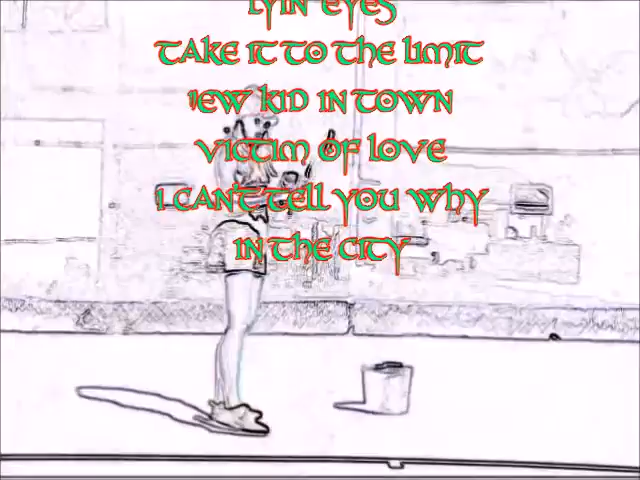 LYIN' EYES
TAKE IT TO THE LIMIT
NEW KID IN TOWN
VICTIM OF LOVE
I CAN'T TELL YOU WHY
IN THE CITY